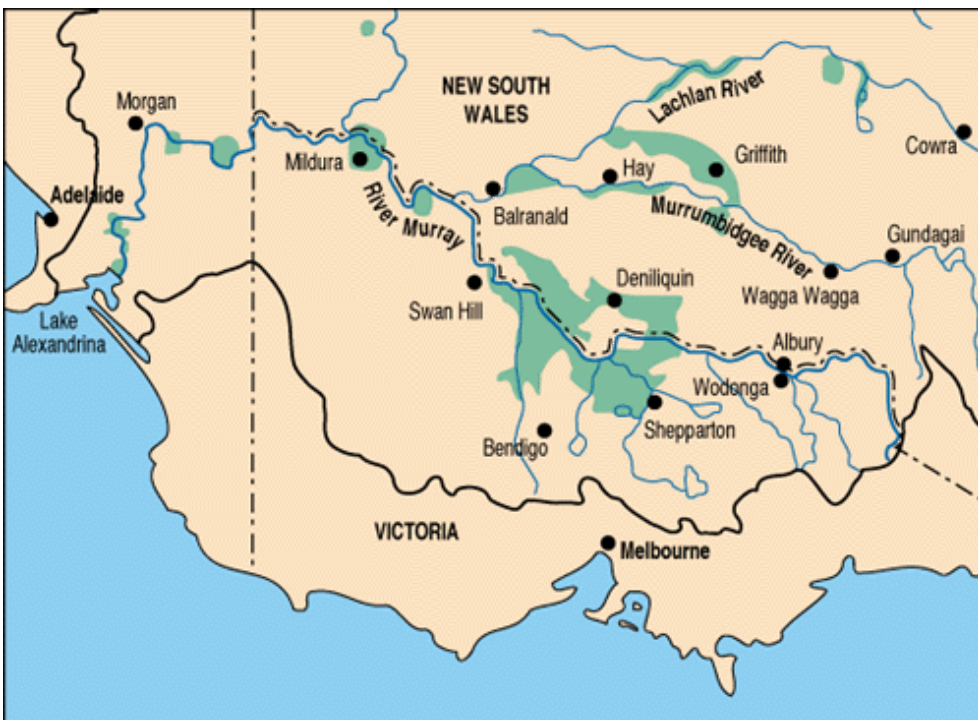 NEW SOUTH
WALES
Lachlan River
Morgan
Cowra
Mildura
Hay
Griffith
Adelaide
River Murray
Balranald
Murrumbidgee River
Gundagai
Deniliquin
Wagga Wagga
Swan Hill
Lake
Alexandrina
Albury
Wodonga
Shepparton
Bendigo
VICTORIA
Melbourne